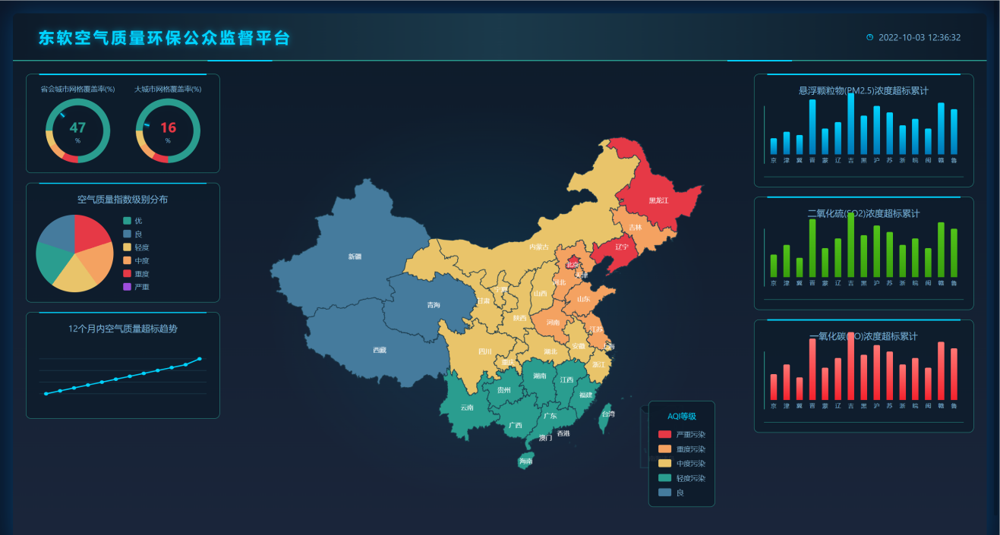 东软空气质量环保公众监督平台
2022-10-03 12:36:32
省会城市网格覆盖率(%)
大城市网格覆盖率(%)
47
%
16
%
空气质量指数级别分布
优
良
轻度
中度
重度
严重
12个月内空气质量超标趋势
黑龙江
吉林
辽宁
内蒙古
新疆
北京
天津
河北
宁夏
山西
山东
甘肃
青海
陕西
河南
江苏
西藏
四川
湖北
安徽
上海
重庆
浙江
湖南
江西
贵州
福建
云南
广西
广东
台湾
香港
澳门
海南
AQI等级
严重污染
重度污染
中度污染
轻度污染
良
悬浮颗粒物(PM2.5)浓度超标累计
京 津 冀 晋 蒙 辽 吉 黑 沪 苏 浙 皖 闽 赣 鲁
二氧化硫(SO2)浓度超标累计
京 津 冀 晋 蒙 辽 吉 黑 沪 苏 浙 皖 闽 赣 鲁
一氧化碳(CO)浓度超标累计
京 津 冀 晋 蒙 辽 吉 黑 沪 苏 浙 皖 闽 赣 鲁